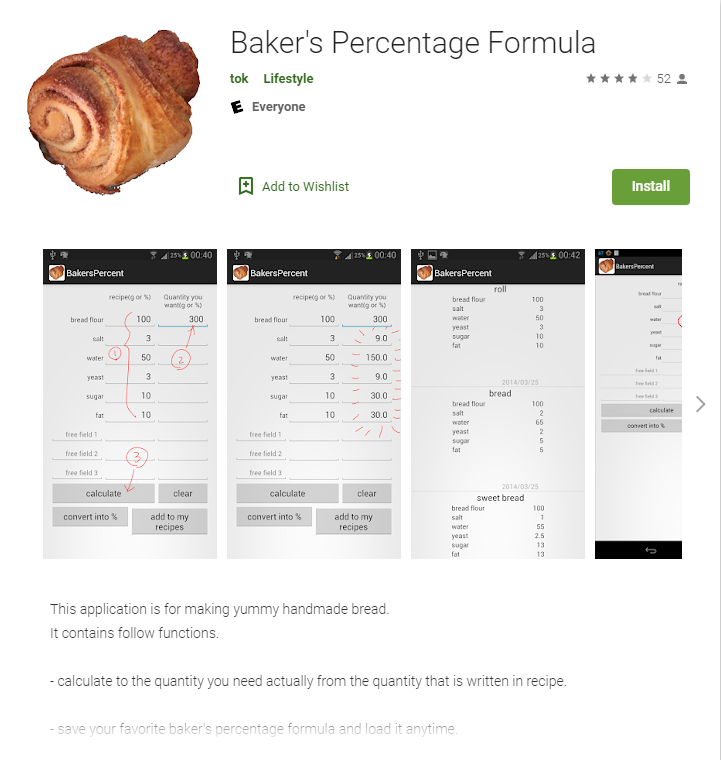 Baker's Percentage Formula
tok Lifestyle
52
E Everyone
Add to Wishlist
Install
25% 00:40
BakersPercent
recipe(g or %) Quantity you
want(g or %)
bread flour 100 300
salt 3
water 1 50 2
yeast 3
sugar 10
fat 10
free field 1
free field 2 3
free field 3
calculate clear
convert into % add to my
recipes
25% 00:40
BakersPercent
recipe(g or %) Quantity you
want(g or %)
bread flour 100 300
salt 3 9.0
water 50 150.0
yeast 3 9.0
sugar 10 30.0
fat 10 30.0
free field 1
free field 2
free field 3
calculate clear
convert into % add to my
recipes
25% 00:42
BakersPercent
roll
bread flour 100
salt 3
water 50
yeast 3
sugar 10
fat 10
2014/03/25
bread
bread flour 100
salt 2
water 65
yeast 2
sugar 5
fat 5
2014/03/25
sweet bread
bread flour 100
salt 1
water 55
yeast 2.5
sugar 13
fat 13
BakersPercent
bread flour
salt
water
yeast
sugar
fat
free field 1
free field 2
free field 3
calculate
convert into %
This application is for making yummy handmade bread.
It contains follow functions.
- calculate to the quantity you need actually from the quantity that is written in recipe.
- save your favorite baker's percentage formula and load it anytime.